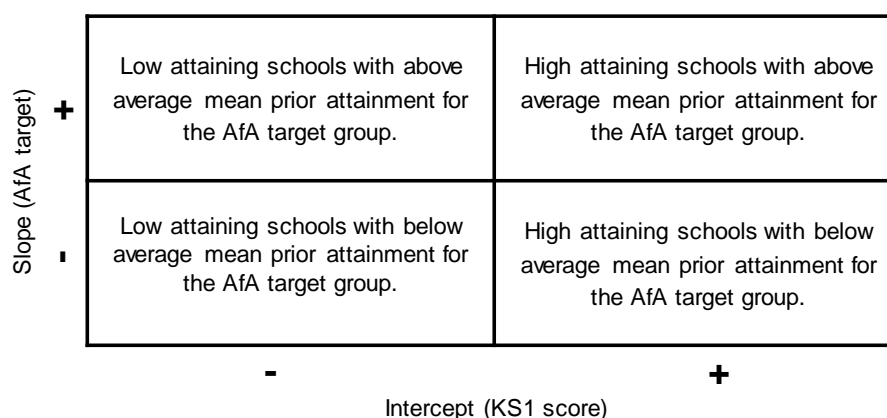 Slope (AfA target)
+
-
Low attaining schools with above
average mean prior attainment for
the AfA target group.
High attaining schools with above
average mean prior attainment for
the AfA target group.
Low attaining schools with below
average mean prior attainment for
the AfA target group.
High attaining schools with below
average mean prior attainment for
the AfA target group.
-
+
Intercept (KS1 score)